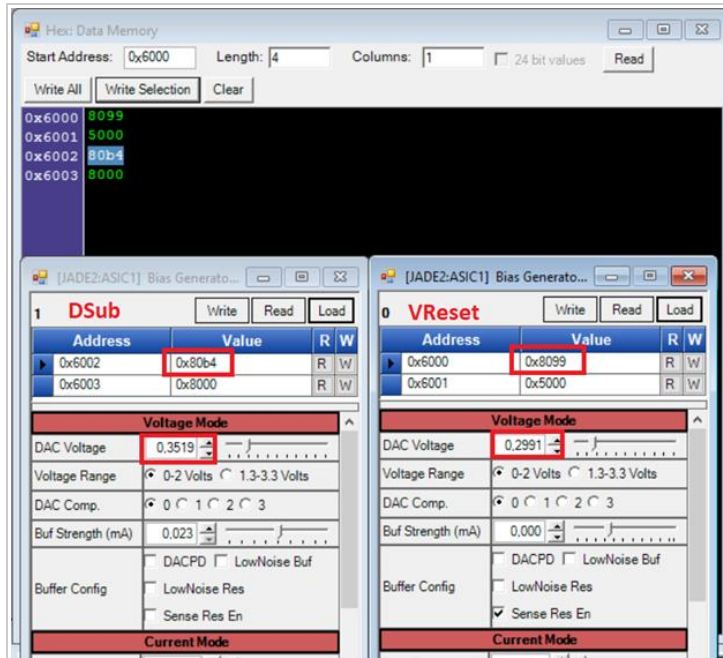 Hex: Data Memory
Start Address: 0x6000 Length: 4 Columns: 1 24 bit values Read
Write All Write Selection Clear
0x6000 8099
0x6001 5000
0x6002 80b4
0x6003 8000
[JADE2:ASIC1] Bias Generato...
1 DSub Write Read Load
Address Value R W
0x6002 0x80b4 R W
0x6003 0x8000 R W
Voltage Mode
DAC Voltage 0,3519
Voltage Range 0-2 Volts 1.3-3.3 Volts
DAC Comp. 0 1 2 3
Buf Strength (mA) 0,023
DACPD LowNoise Buf
Buffer Config LowNoise Res
Sense Res En
Current Mode
[JADE2:ASIC1] Bias Generato...
0 VReset Write Read Load
Address Value R W
0x6000 0x8099 R W
0x6001 0x5000 R W
Voltage Mode
DAC Voltage 0,2991
Voltage Range 0-2 Volts 1.3-3.3 Volts
DAC Comp. 0 1 2 3
Buf Strength (mA) 0,000
DACPD LowNoise Buf
Buffer Config LowNoise Res
Sense Res En
Current Mode